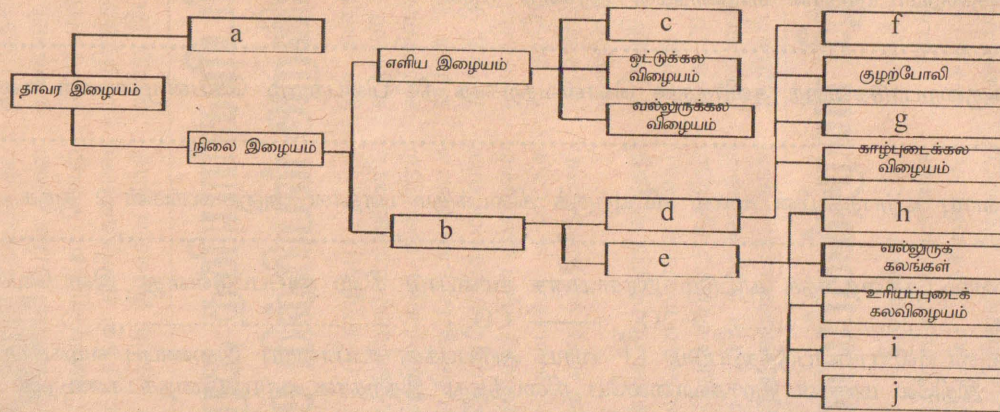 a
தாவர இழையம்
நிலை இழையம்
எளிய இழையம்
b
c
ஒட்டுக்கல
விழையம்
வல்லுருக்கல
விழையம்
d
e
f
குழற்போலி
g
காழ்புடைக்கல
விழையம்
h
வல்லுருக்
கலங்கள்
உரியப்புடைக்
கலவிழையம்
i
j